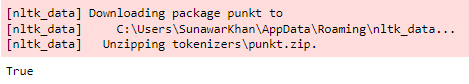 [nltk_data] Downloading package punkt to
[nltk_data]     C:\Users\SunawarKhan\AppData\Roaming\nltk_data...
[nltk_data]   Unzipping tokenizers\punkt.zip.
True